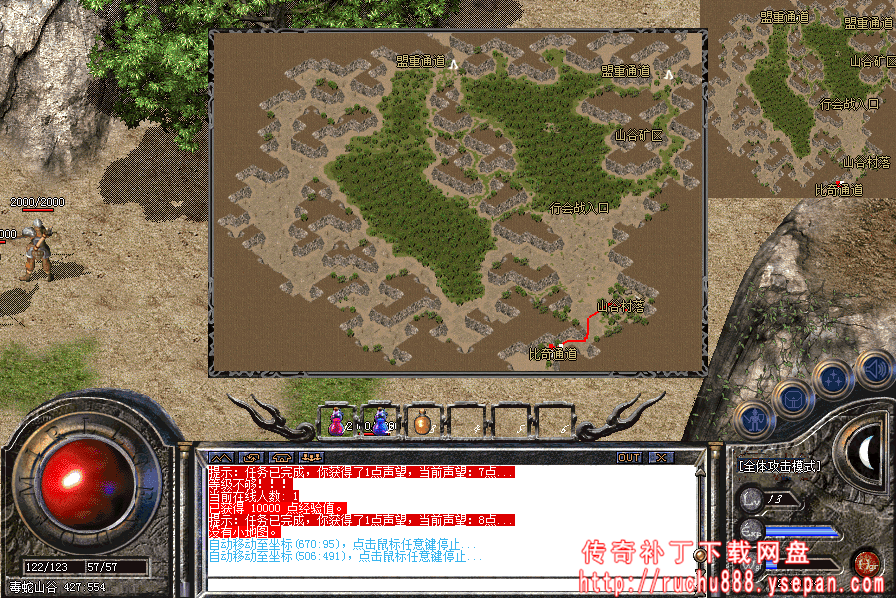 盟重通道
盟重通道
山谷矿区
行会战入口
山谷村落
比奇通道
盟重通道
盟重通道
山谷矿区
行会战入口
山谷村落
比奇通道
2000/2000
OUT
X
提示: 任务已完成, 你获得了1点声望, 当前声望: 7点...
等级不够!!!
当前在线人数: 1
已获得 10000 点经验值。
提示: 任务已完成, 你获得了1点声望, 当前声望: 8点...
没有小地图。
自动移动至坐标(670:95), 点击鼠标任意键停止...
自动移动至坐标(506:491), 点击鼠标任意键停止...
[全体攻击模式]
13
122/123
57/57
毒蛇山谷 427:554
传奇补丁下载网盘
http://ruchu888.ysepan.com